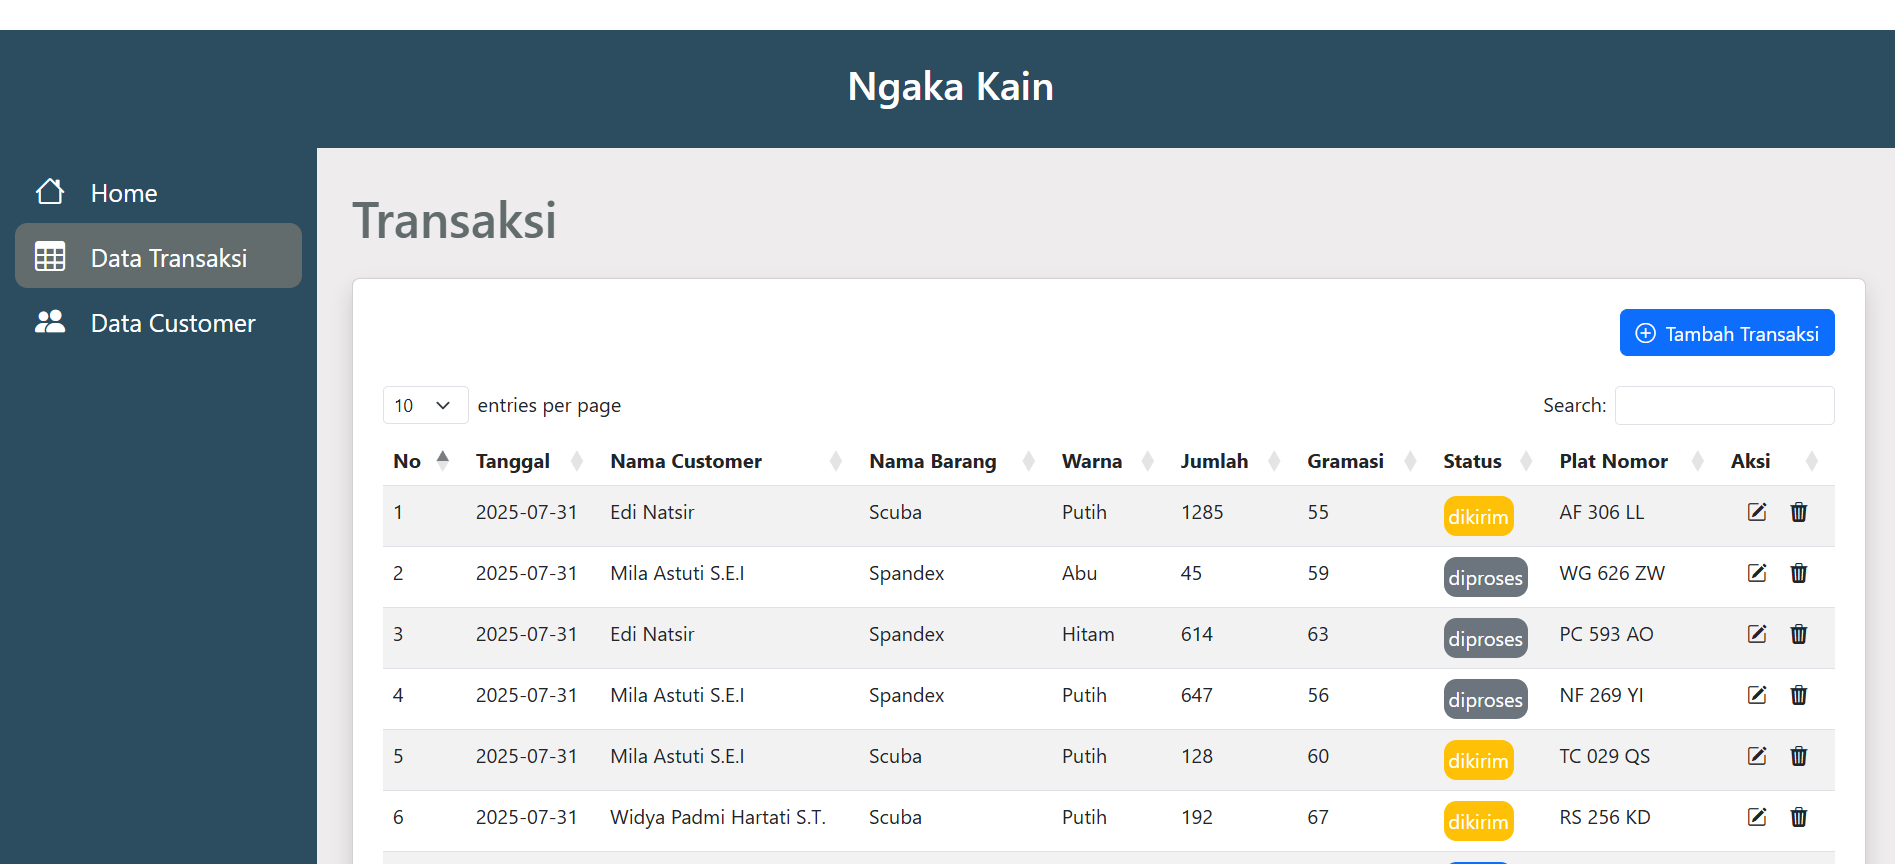 Ngaka Kain
Home
Data Transaksi
Data Customer
Transaksi
Tambah Transaksi
10 entries per page Search:
No Tanggal Nama Customer Nama Barang Warna Jumlah Gramasi Status Plat Nomor Aksi
1 2025-07-31 Edi Natsir Scuba Putih 1285 55 dikirim AF 306 LL
2 2025-07-31 Mila Astuti S.E.I Spandex Abu 45 59 diproses WG 626 ZW
3 2025-07-31 Edi Natsir Spandex Hitam 614 63 diproses PC 593 AO
4 2025-07-31 Mila Astuti S.E.I Spandex Putih 647 56 diproses NF 269 YI
5 2025-07-31 Mila Astuti S.E.I Scuba Putih 128 60 dikirim TC 029 QS
6 2025-07-31 Widya Padmi Hartati S.T. Scuba Putih 192 67 dikirim RS 256 KD